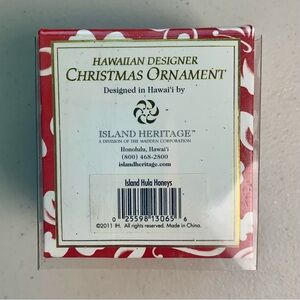 HAWAIIAN DESIGNER
CHRISTMAS ORNAMENT
Designed in Hawai'i by
ISLAND HERITAGE™
A DIVISION OF THE MADDEN CORPORATION
Honolulu, Hawai'i
(800) 468-2800
islandheritage.com
Island Hula Honeys
0 25598 13065 6
©2011 IH. All rights reserved. Made in China.